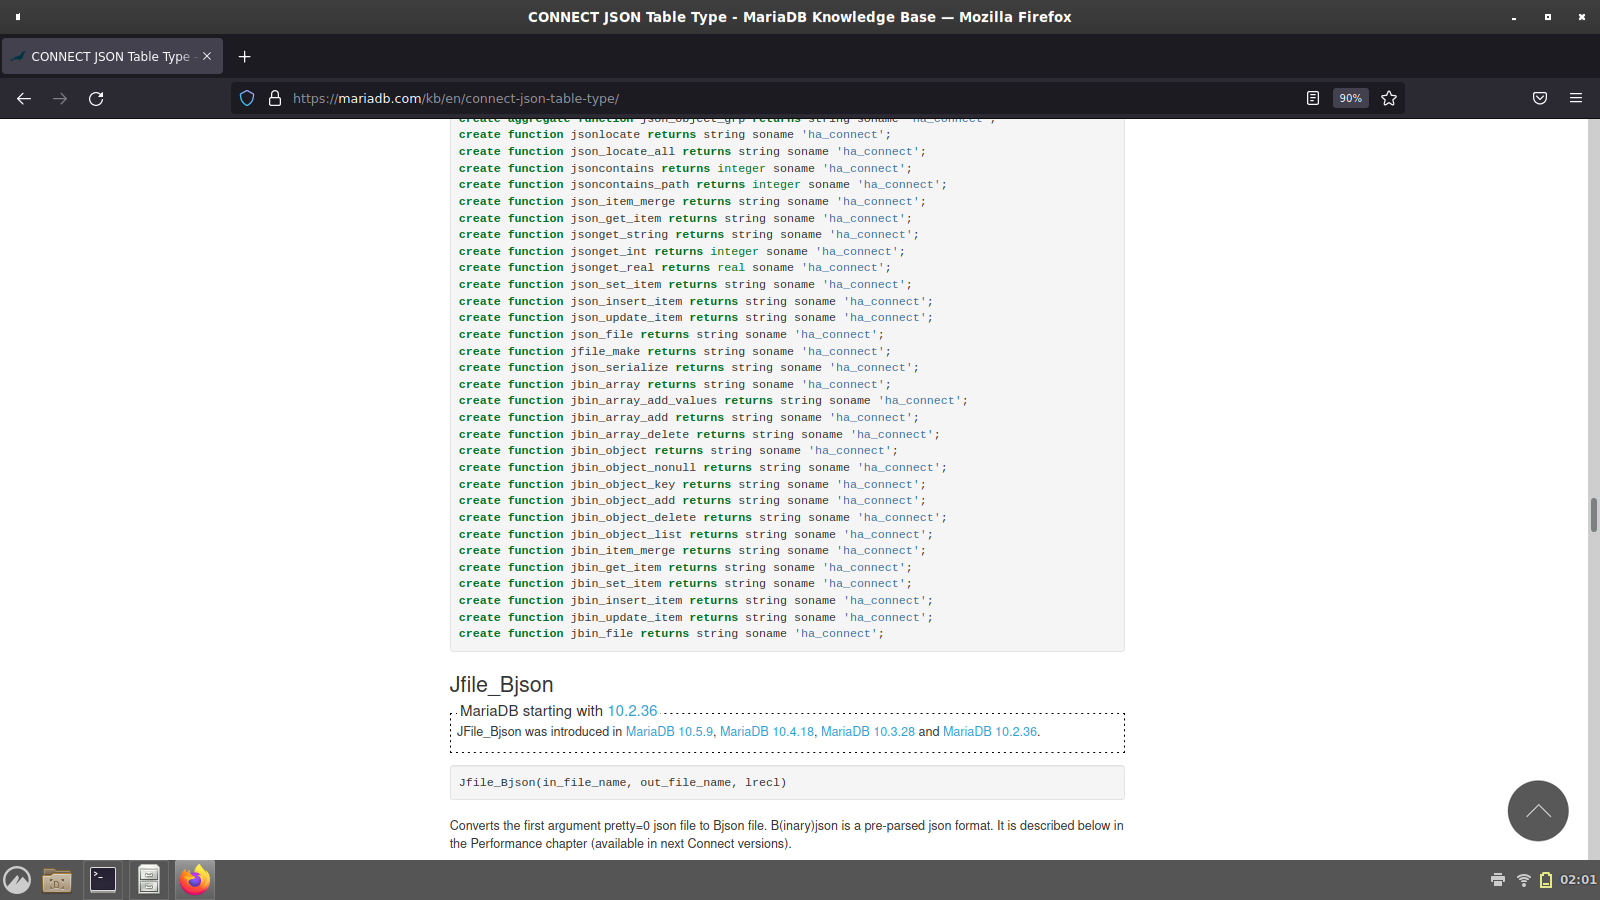 CONNECT JSON Table Type - MariaDB Knowledge Base — Mozilla Firefox
CONNECT JSON Table Type -
https://mariadb.com/kb/en/connect-json-table-type/
90%
create aggregate function json_object_grp returns string soname 'ha_connect';
create function jsonlocate returns string soname 'ha_connect';
create function json_locate_all returns string soname 'ha_connect';
create function jsoncontains returns integer soname 'ha_connect';
create function jsoncontains_path returns integer soname 'ha_connect';
create function json_item_merge returns string soname 'ha_connect';
create function json_get_item returns string soname 'ha_connect';
create function jsonget_string returns string soname 'ha_connect';
create function jsonget_int returns integer soname 'ha_connect';
create function jsonget_real returns real soname 'ha_connect';
create function json_set_item returns string soname 'ha_connect';
create function json_insert_item returns string soname 'ha_connect';
create function json_update_item returns string soname 'ha_connect';
create function json_file returns string soname 'ha_connect';
create function jfile_make returns string soname 'ha_connect';
create function json_serialize returns string soname 'ha_connect';
create function jbin_array returns string soname 'ha_connect';
create function jbin_array_add_values returns string soname 'ha_connect';
create function jbin_array_add returns string soname 'ha_connect';
create function jbin_array_delete returns string soname 'ha_connect';
create function jbin_object returns string soname 'ha_connect';
create function jbin_object_nonull returns string soname 'ha_connect';
create function jbin_object_key returns string soname 'ha_connect';
create function jbin_object_add returns string soname 'ha_connect';
create function jbin_object_delete returns string soname 'ha_connect';
create function jbin_object_list returns string soname 'ha_connect';
create function jbin_item_merge returns string soname 'ha_connect';
create function jbin_get_item returns string soname 'ha_connect';
create function jbin_set_item returns string soname 'ha_connect';
create function jbin_insert_item returns string soname 'ha_connect';
create function jbin_update_item returns string soname 'ha_connect';
create function jbin_file returns string soname 'ha_connect';
Jfile_Bjson
MariaDB starting with 10.2.36
JFile_Bjson was introduced in MariaDB 10.5.9, MariaDB 10.4.18, MariaDB 10.3.28 and MariaDB 10.2.36.
Jfile_Bjson(in_file_name, out_file_name, lrecl)
Converts the first argument pretty=0 json file to Bjson file. B(inary)json is a pre-parsed json format. It is described below in
the Performance chapter (available in next Connect versions).
02:01